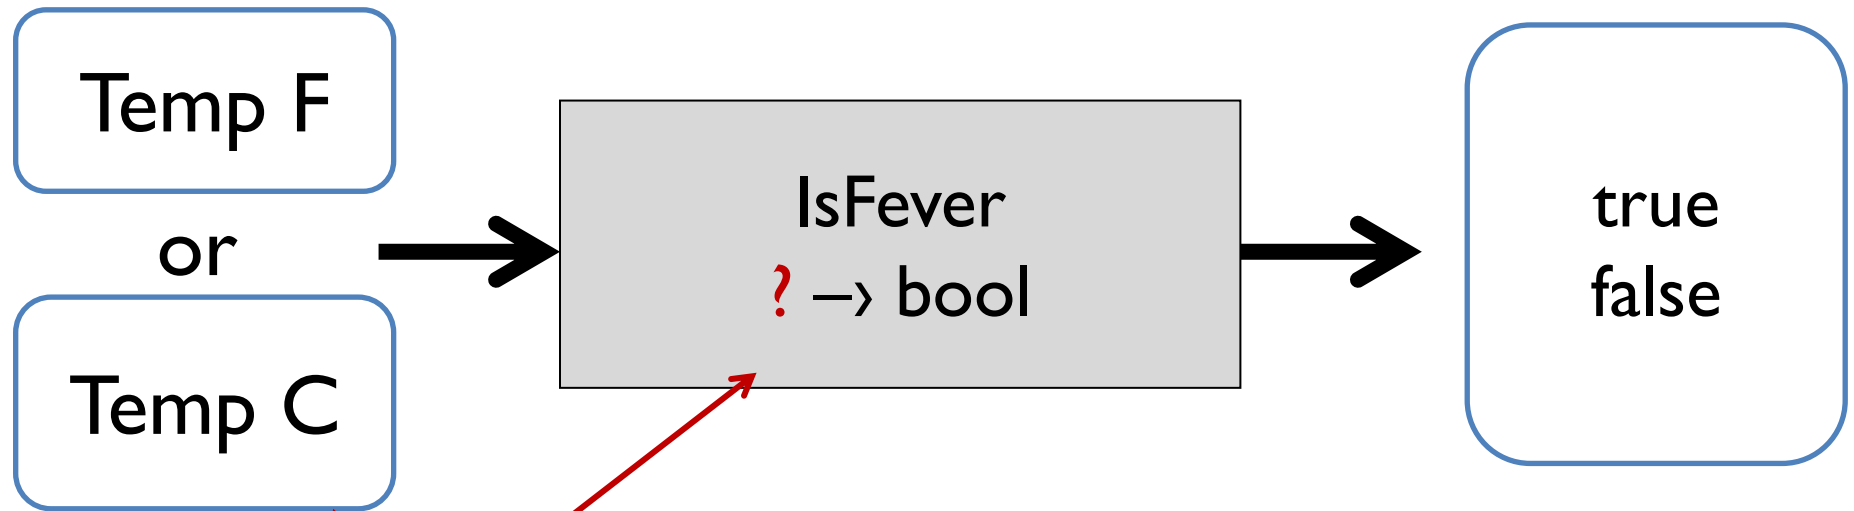 Temp F
or
Temp C
IsFever
? –> bool
true
false